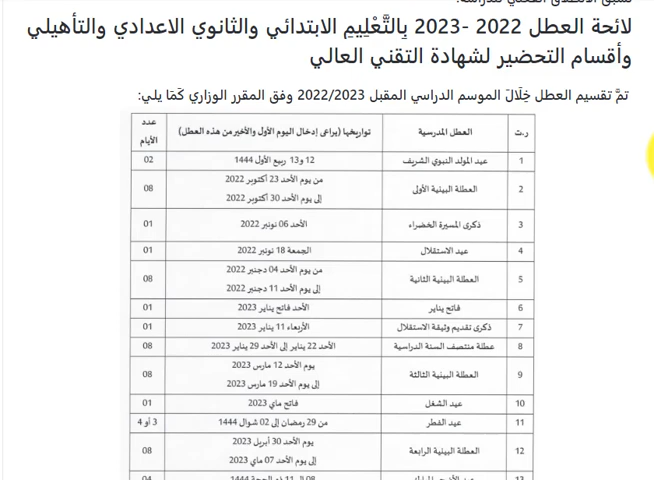 لائحة العطل 2022 -2023 بِالتَّعْلِيمِ الابتدائي والثانوي الاعدادي والتأهيلي
وأقسام التحضير لشهادة التقني العالي
تمَّ تقسيم العطل خِلَالَ الموسم الدراسي المقبل 2022/2023 وفق المقرر الوزاري كَمَا يلي:
ر.ت العطل المدرسية تواريخها (يراعى إدخال اليوم الأول والأخير من هذه العطل) عدد الأيام
1 عيد المولد النبوي الشريف 12 و13 ربيع الأول 1444 02
2 العطلة البينية الأولى من يوم الأحد 23 أكتوبر 2022 08
إلى يوم الأحد 30 أكتوبر 2022
3 ذكرى المسيرة الخضراء الأحد 06 نونبر 2022 01
4 عيد الاستقلال الجمعة 18 نونبر 2022 01
5 العطلة البينية الثانية من يوم الأحد 04 دجنبر 2022 08
إلى يوم الأحد 11 دجنبر 2022
6 فاتح يناير الأحد فاتح يناير 2023 01
7 ذكرى تقديم وثيقة الاستقلال الأربعاء 11 يناير 2023 01
8 عطلة منتصف السنة الدراسية الأحد 22 يناير إلى الأحد 29 يناير 2023 08
9 العطلة البينية الثالثة يوم الأحد 12 مارس 2023 08
إلى يوم الأحد 19 مارس 2023
10 عيد الشغل فاتح ماي 2023 01
11 عيد الفطر من 29 رمضان إلى 02 شوال 1444 3 أو 4
12 العطلة البينية الرابعة يوم الأحد 30 أبريل 2023 08
إلى يوم الأحد 07 ماي 2023